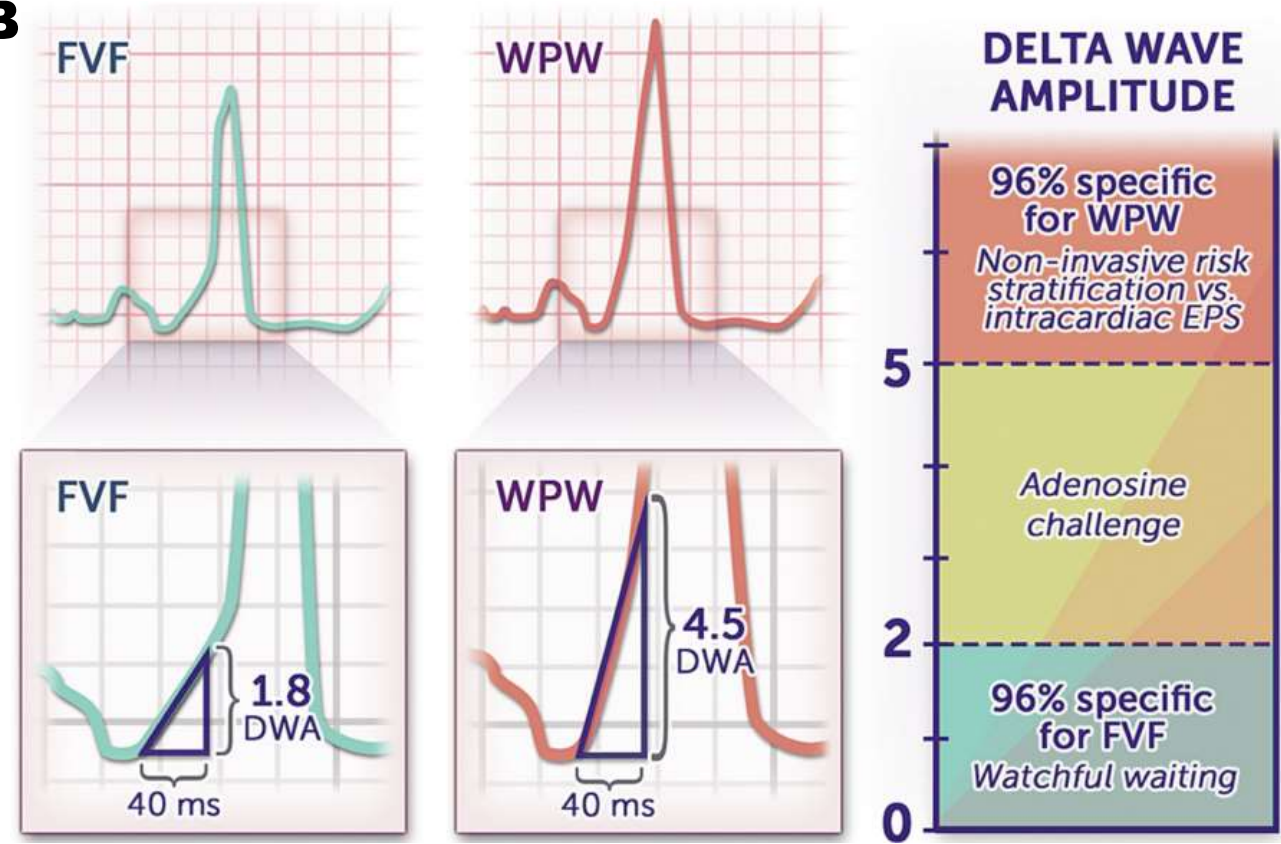 B
FVF
WPW
FVF
1.8
DWA
40 ms
WPW
4.5
DWA
40 ms
DELTA WAVE
AMPLITUDE
96% specific
for WPW
Non-invasive risk
stratification vs.
intracardiac EPS
5
Adenosine
challenge
2
96% specific
for FVF
Watchful waiting
0